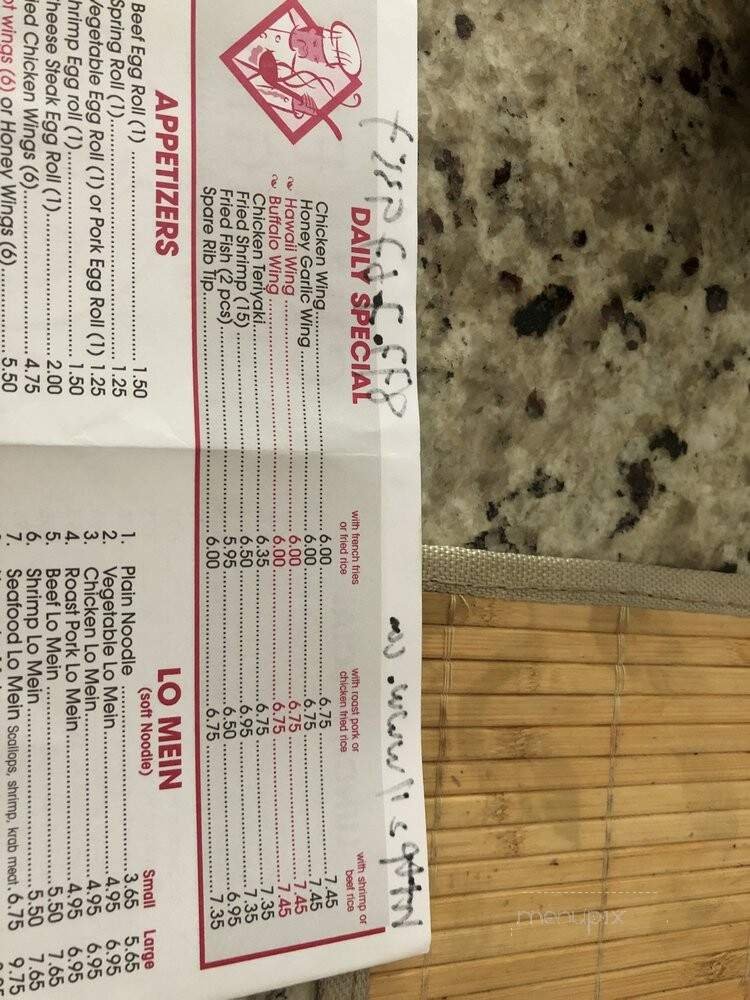 DAILY SPECIAL
with french fries or fried rice
with roast pork or chicken fried rice
with shrimp or beef rice
Chicken Wing 6.00 6.75 7.45
Honey Garlic Wing 6.00 6.75 7.45
Hawaii Wing 6.00 6.75 7.45
Buffalo Wing 6.00 6.75 7.45
Chicken Teriyaki 6.35 6.75 7.35
Fried Shrimp (15) 6.50 6.95 7.35
Fried Fish (2 pcs) 5.95 6.50 6.95
Spare Rib Tip 6.00 6.75 7.35
APPETIZERS
Beef Egg Roll (1) 1.50
Spring Roll (1) 1.25
Vegetable Egg Roll (1) or Pork Egg Roll (1) 1.25
Shrimp Egg roll (1) 1.50
Cheese Steak Egg Roll (1) 2.00
Fried Chicken Wings (6) 4.75
Hot wings (6) or Honey Wings (6) 5.50
LO MEIN
(soft Noodle)
Small Large
1. Plain Noodle 3.65 5.65
2. Vegetable Lo Mein 4.95 6.95
3. Chicken Lo Mein 4.95 6.95
4. Roast Pork Lo Mein 4.95 6.95
5. Beef Lo Mein 5.50 7.65
6. Shrimp Lo Mein 5.50 7.65
7. Seafood Lo Mein Scallops, shrimp, krab meat. 6.75 9.75
menupix